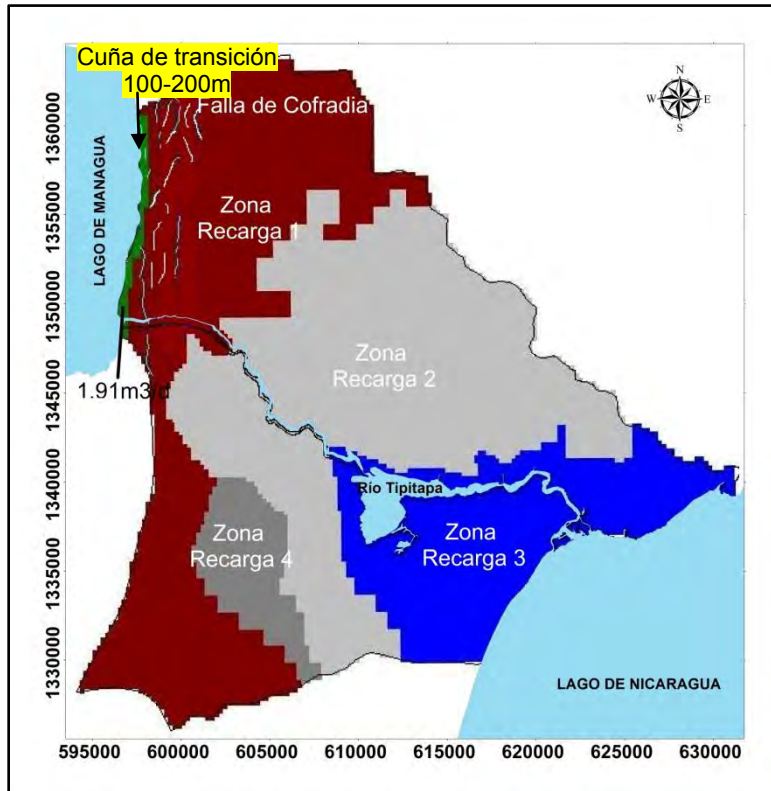 Cuña de transición
100-200m
Falla de Cofradia
N
W E
S
LAGO DE MANAGUA
Zona
Recarga 1
Zona
Recarga 2
1.91m3/d
Río Tipitapa
Zona
Recarga 4
Zona
Recarga 3
LAGO DE NICARAGUA
1360000
1355000
1350000
1345000
1340000
1335000
1330000
595000 600000 605000 610000 615000 620000 625000 630000